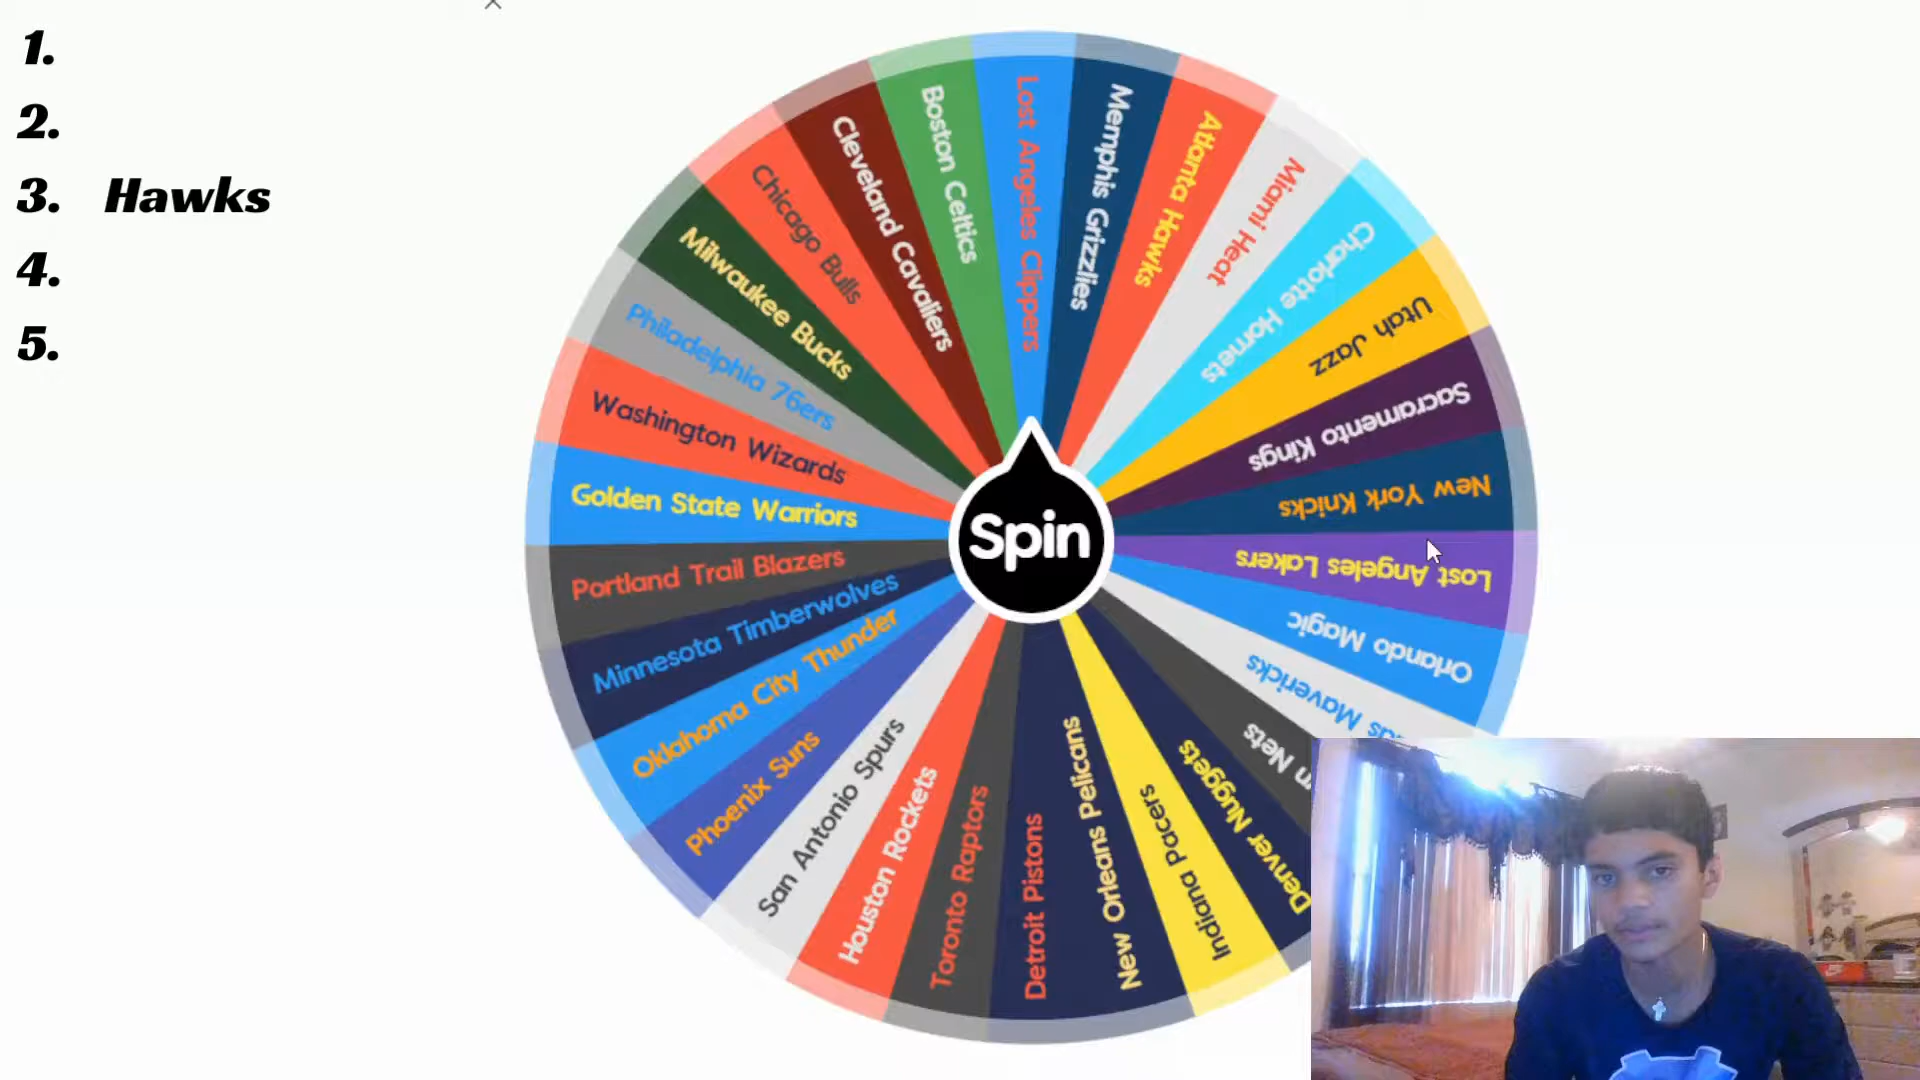 1.
2.
3. Hawks
4.
5.
Lost Angeles Clippers
Memphis Grizzlies
Atlanta Hawks
Miami Heat
Charlotte Hornets
Utah Jazz
Sacramento Kings
New York Knicks
Lost Angeles Lakers
Orlando Magic
Mavericks
Nets
Denver Nuggets
Indiana Pacers
New Orleans Pelicans
Detroit Pistons
Toronto Raptors
Houston Rockets
San Antonio Spurs
Phoenix Suns
Oklahoma City Thunder
Minnesota Timberwolves
Portland Trail Blazers
Golden State Warriors
Washington Wizards
Philadelphia 76ers
Milwaukee Bucks
Chicago Bulls
Cleveland Cavaliers
Boston Celtics
Spin